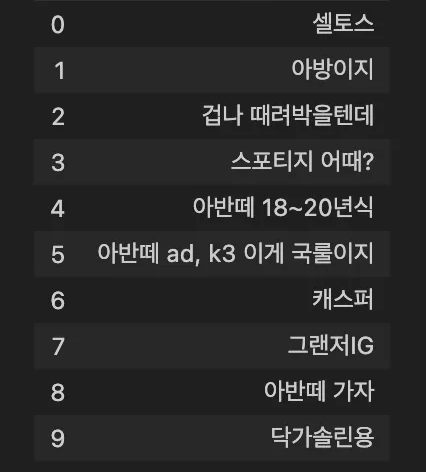 0 셀토스
1 아방이지
2 겁나 때려박을텐데
3 스포티지 어때?
4 아반떼 18~20년식
5 아반떼 ad, k3 이게 국룰이지
6 캐스퍼
7 그랜저IG
8 아반떼 가자
9 닥가솔린용